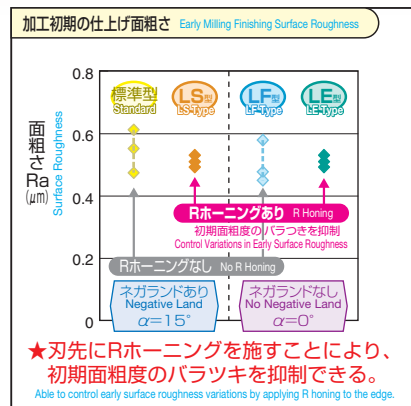 加工初期の仕上げ面粗さ Early Milling Finishing Surface Roughness
0.8
標準型 LS型 LF型 LE型
Standard LS Type LF Type LE Type
0.6
面粗さRa(μm)
Surface Roughness
0.4
Rホーニングあり R Honing
初期面粗度のバラつきを抑制
Control Variations in Early Surface Roughness
0.2
Rホーニングなし No R Honing
ネガランドあり ネガランドなし
Negative Land No Negative Land
α=15° α=0°
0
★刃先にRホーニングを施すことにより、
初期面粗度のバラツキを抑制できる。
Able to control early surface roughness variations by applying R honing to the edge.